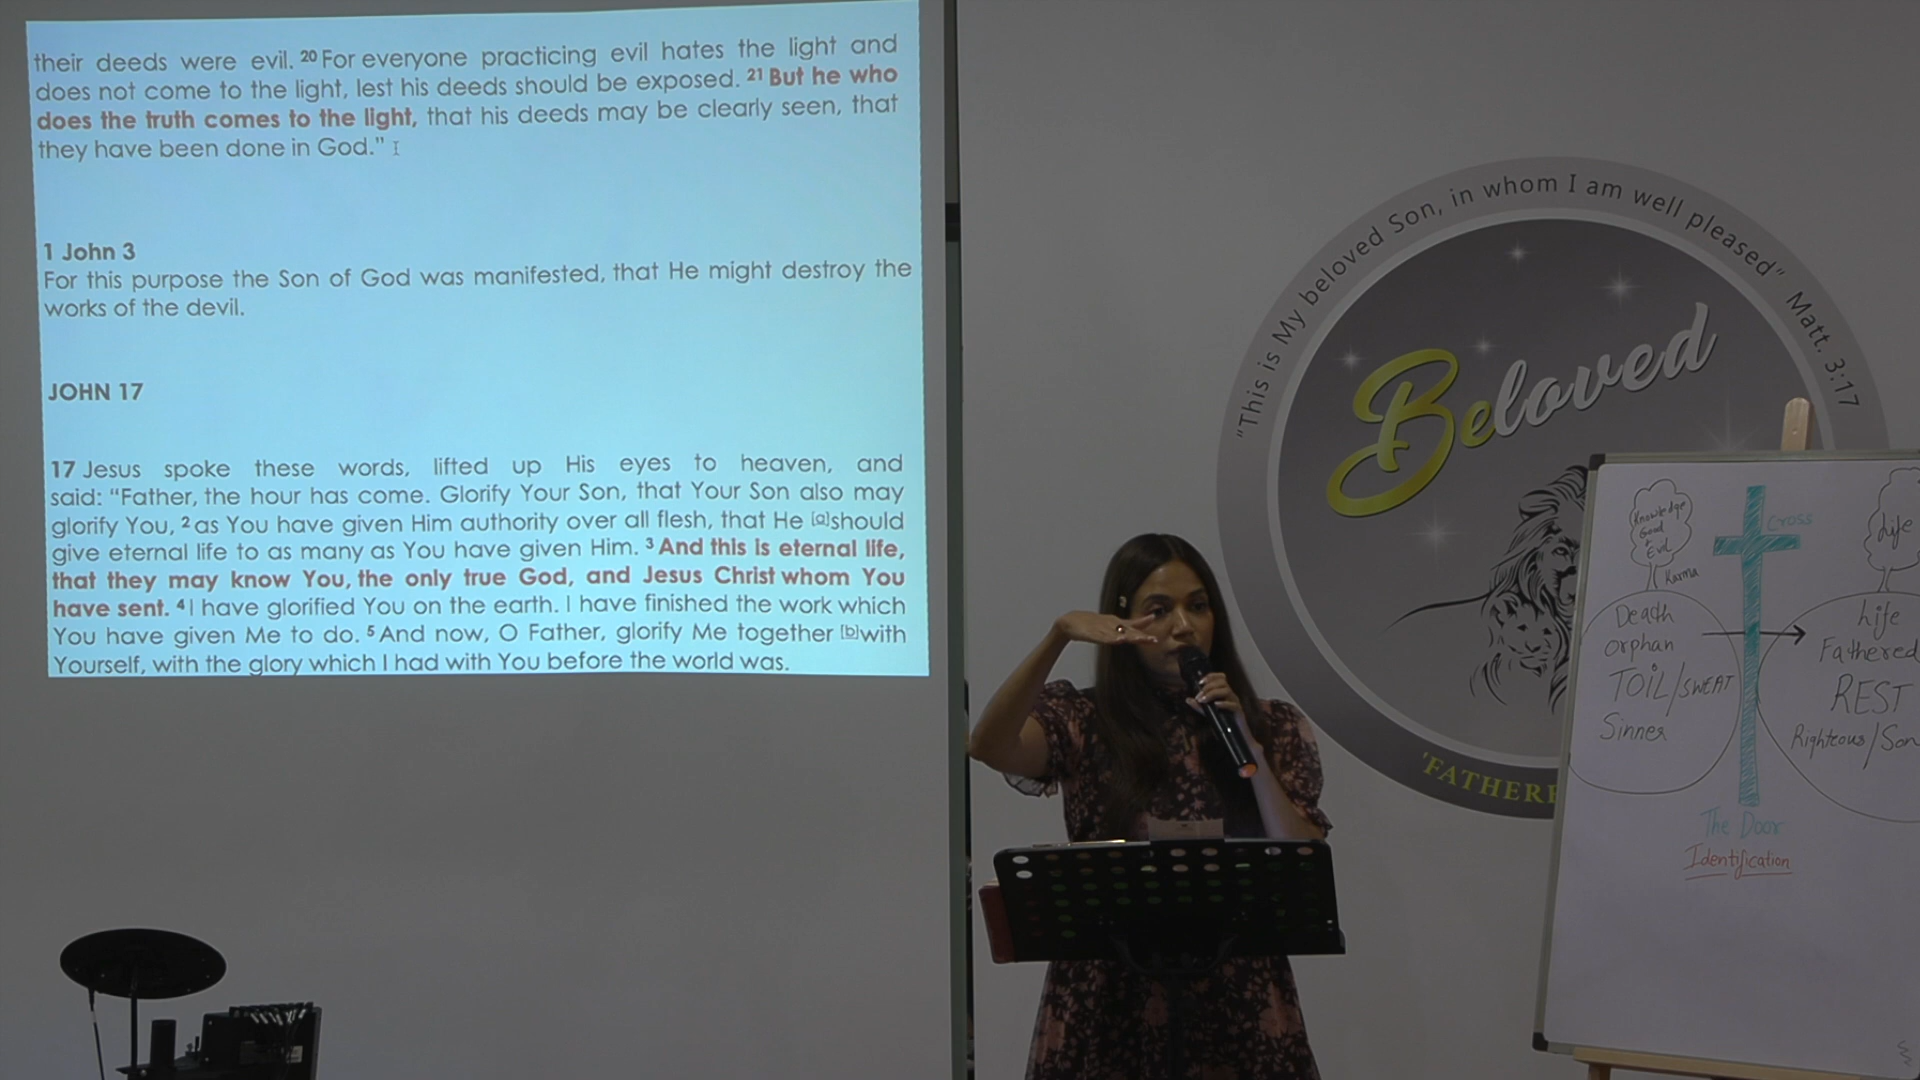 their deeds were evil. 20 For everyone practicing evil hates the light and
does not come to the light, lest his deeds should be exposed. 21 But he who
does the truth comes to the light, that his deeds may be clearly seen, that
they have been done in God."
1 John 3
For this purpose the Son of God was manifested, that He might destroy the
works of the devil.
JOHN 17
17 Jesus spoke these words, lifted up His eyes to heaven, and
said: "Father, the hour has come. Glorify Your Son, that Your Son also may
glorify You, 2 as You have given Him authority over all flesh, that He [a]should
give eternal life to as many as You have given Him. 3 And this is eternal life,
that they may know You, the only true God, and Jesus Christ whom You
have sent. 4 I have glorified You on the earth. I have finished the work which
You have given Me to do. 5 And now, O Father, glorify Me together [b]with
Yourself, with the glory which I had with You before the world was.
"This is My beloved Son, in whom I am well pleased" Matt. 3:17
Beloved
'FATHERE
Knowledge
Good
+
Evil
Karma
Death
orphan
TOiL/SWEAT
Sinner
Cross
Life
Life
Fathered
REST
Righteous/Son
The Door
Identification